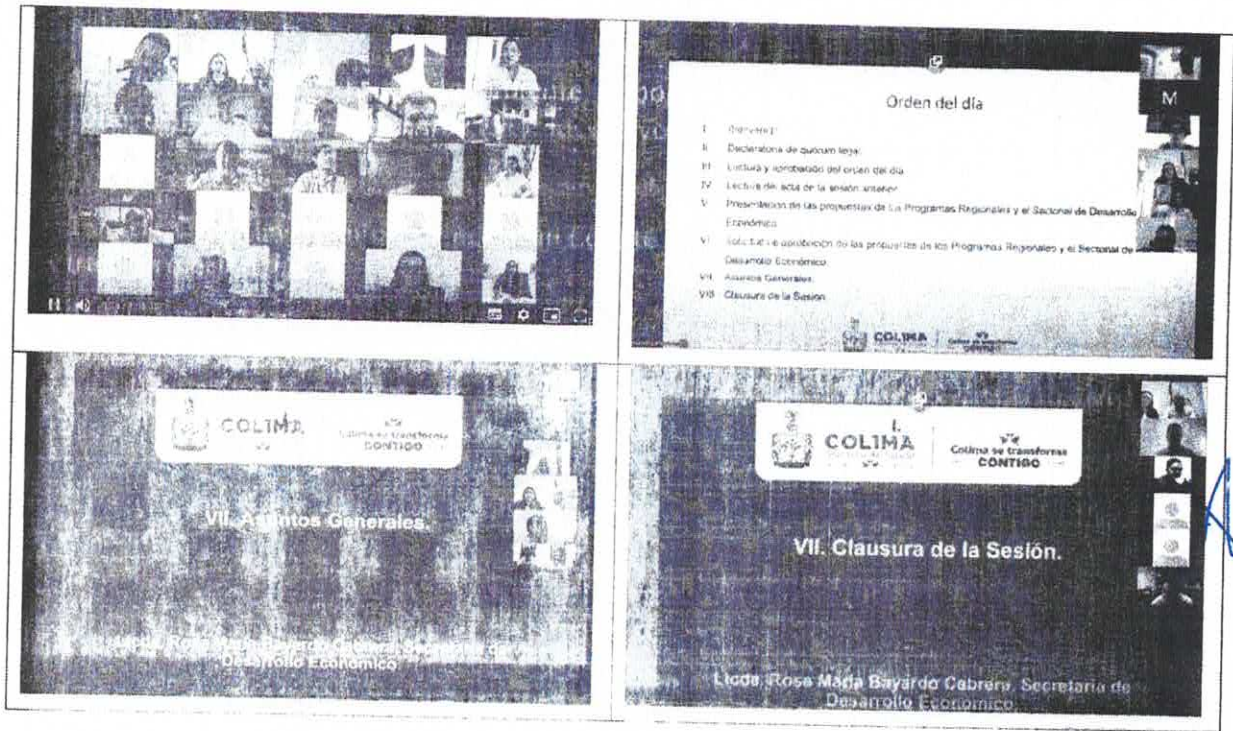 Orden del día
II. Declaratoria de quórum legal.
III. Lectura y aprobación del orden del día.
IV. Lectura del acta de la sesión anterior.
V. Presentación de las propuestas de Los Programas Regionales y el Sectorial de Desarrollo
Económico.
VI. aprobación de las propuestas de los Programas Regionales y el Sectorial de
Desarrollo Económico.
VII. Asuntos Generales.
VIII. Clausura de la Sesión.
M
COLIMA
COLIMA
Colima se transforma
CONTIGO
VII. Asuntos Generales.
Bayardo Cabrera, Secretaria de
Desarrollo Económico
I.
COLIMA
Colima se transforma
CONTIGO
VII. Clausura de la Sesión.
Licda. Rosa María Bayardo Cabrera, Secretaria de
Desarrollo Económico.